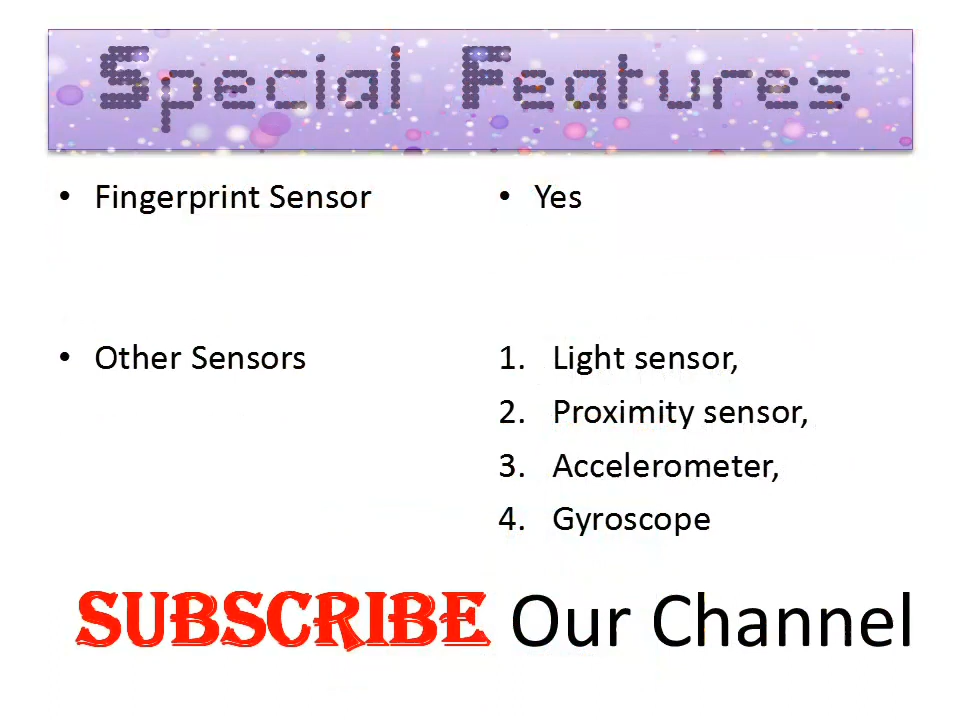 Special Features
• Fingerprint Sensor
• Yes
• Other Sensors
1. Light sensor,
2. Proximity sensor,
3. Accelerometer,
4. Gyroscope
SUBSCRIBE Our Channel